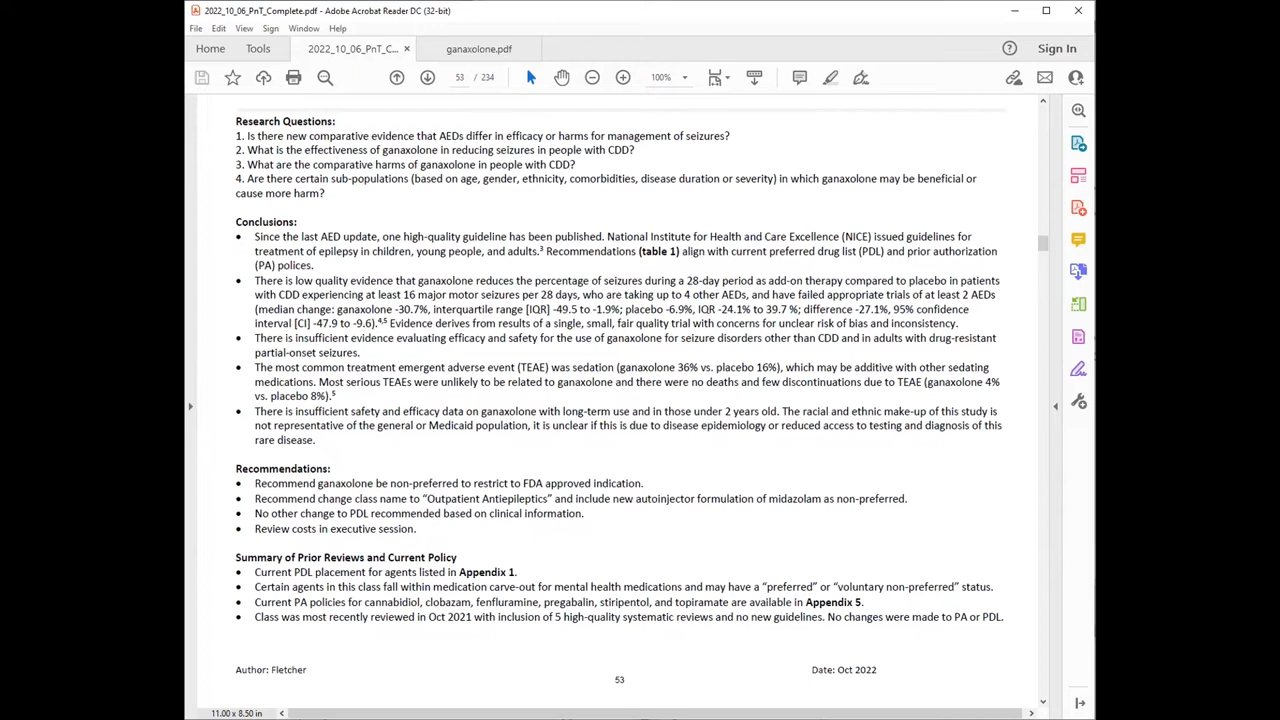 2022_10_06_PnT_Complete.pdf - Adobe Acrobat Reader DC (32-bit)
File Edit View Sign Window Help
Home Tools 2022_10_06_PnT_C... × ganaxolone.pdf Sign In
53 / 234 100%
Research Questions:
1. Is there new comparative evidence that AEDs differ in efficacy or harms for management of seizures?
2. What is the effectiveness of ganaxolone in reducing seizures in people with CDD?
3. What are the comparative harms of ganaxolone in people with CDD?
4. Are there certain sub-populations (based on age, gender, ethnicity, comorbidities, disease duration or severity) in which ganaxolone may be beneficial or
cause more harm?
Conclusions:
• Since the last AED update, one high-quality guideline has been published. National Institute for Health and Care Excellence (NICE) issued guidelines for
treatment of epilepsy in children, young people, and adults.3 Recommendations (table 1) align with current preferred drug list (PDL) and prior authorization
(PA) polices.
• There is low quality evidence that ganaxolone reduces the percentage of seizures during a 28-day period as add-on therapy compared to placebo in patients
with CDD experiencing at least 16 major motor seizures per 28 days, who are taking up to 4 other AEDs, and have failed appropriate trials of at least 2 AEDs
(median change: ganaxolone -30.7%, interquartile range [IQR] -49.5 to -1.9%; placebo -6.9%, IQR -24.1% to 39.7 %; difference -27.1%, 95% confidence
interval [CI] -47.9 to -9.6).4,5 Evidence derives from results of a single, small, fair quality trial with concerns for unclear risk of bias and inconsistency.
• There is insufficient evidence evaluating efficacy and safety for the use of ganaxolone for seizure disorders other than CDD and in adults with drug-resistant
partial-onset seizures.
• The most common treatment emergent adverse event (TEAE) was sedation (ganaxolone 36% vs. placebo 16%), which may be additive with other sedating
medications. Most serious TEAEs were unlikely to be related to ganaxolone and there were no deaths and few discontinuations due to TEAE (ganaxolone 4%
vs. placebo 8%).5
• There is insufficient safety and efficacy data on ganaxolone with long-term use and in those under 2 years old. The racial and ethnic make-up of this study is
not representative of the general or Medicaid population, it is unclear if this is due to disease epidemiology or reduced access to testing and diagnosis of this
rare disease.
Recommendations:
• Recommend ganaxolone be non-preferred to restrict to FDA approved indication.
• Recommend change class name to “Outpatient Antiepileptics” and include new autoinjector formulation of midazolam as non-preferred.
• No other change to PDL recommended based on clinical information.
• Review costs in executive session.
Summary of Prior Reviews and Current Policy
• Current PDL placement for agents listed in Appendix 1.
• Certain agents in this class fall within medication carve-out for mental health medications and may have a “preferred” or “voluntary non-preferred” status.
• Current PA policies for cannabidiol, clobazam, fenfluramine, pregabalin, stiripentol, and topiramate are available in Appendix 5.
• Class was most recently reviewed in Oct 2021 with inclusion of 5 high-quality systematic reviews and no new guidelines. No changes were made to PA or PDL.
Author: Fletcher Date: Oct 2022
53
11.00 x 8.50 in